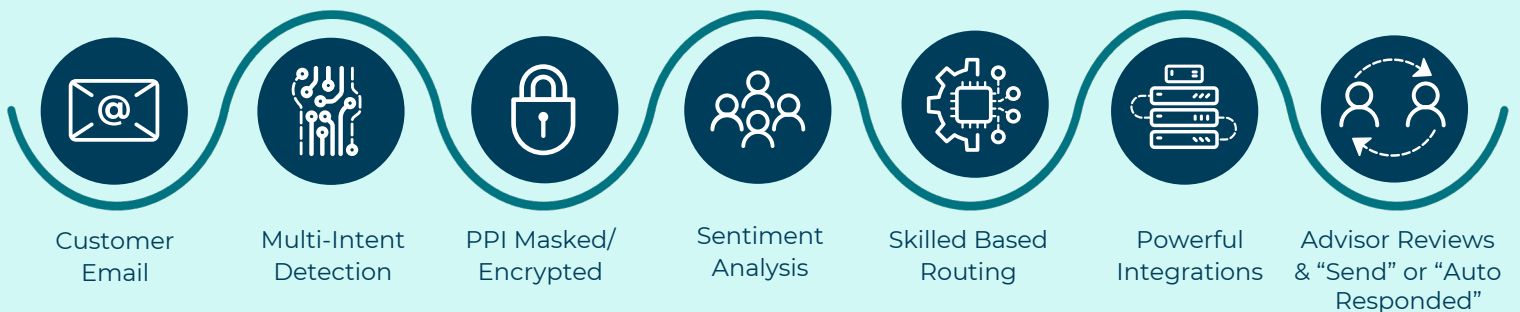 @
Customer
Email
Multi-Intent
Detection
PPI Masked/
Encrypted
Sentiment
Analysis
Skilled Based
Routing
Powerful
Integrations
Advisor Reviews
& “Send” or “Auto
Responded”